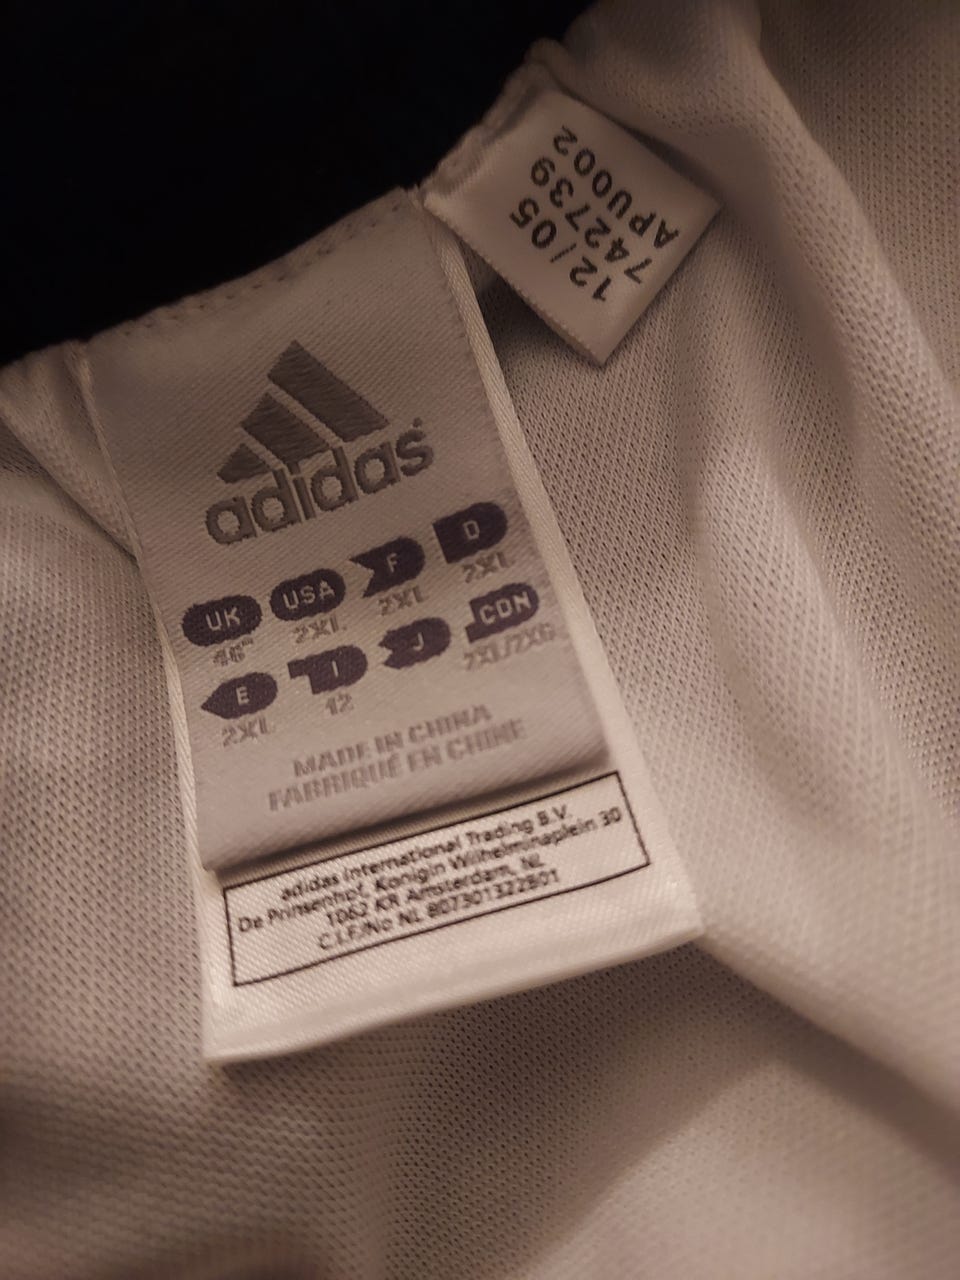 12/05
742739
APU002
adidas
UK USA F D
46" 2XL 2XL 2XL
E I J CDN
2XL 12 2XL/2XG
MADE IN CHINA
FABRIQUÉ EN CHINE
adidas International Trading B.V.
De Prinsenhof, Konigin Wilhelminaplein 30
1062 KR Amsterdam, NL
C.I.F./No NL 807301322B01